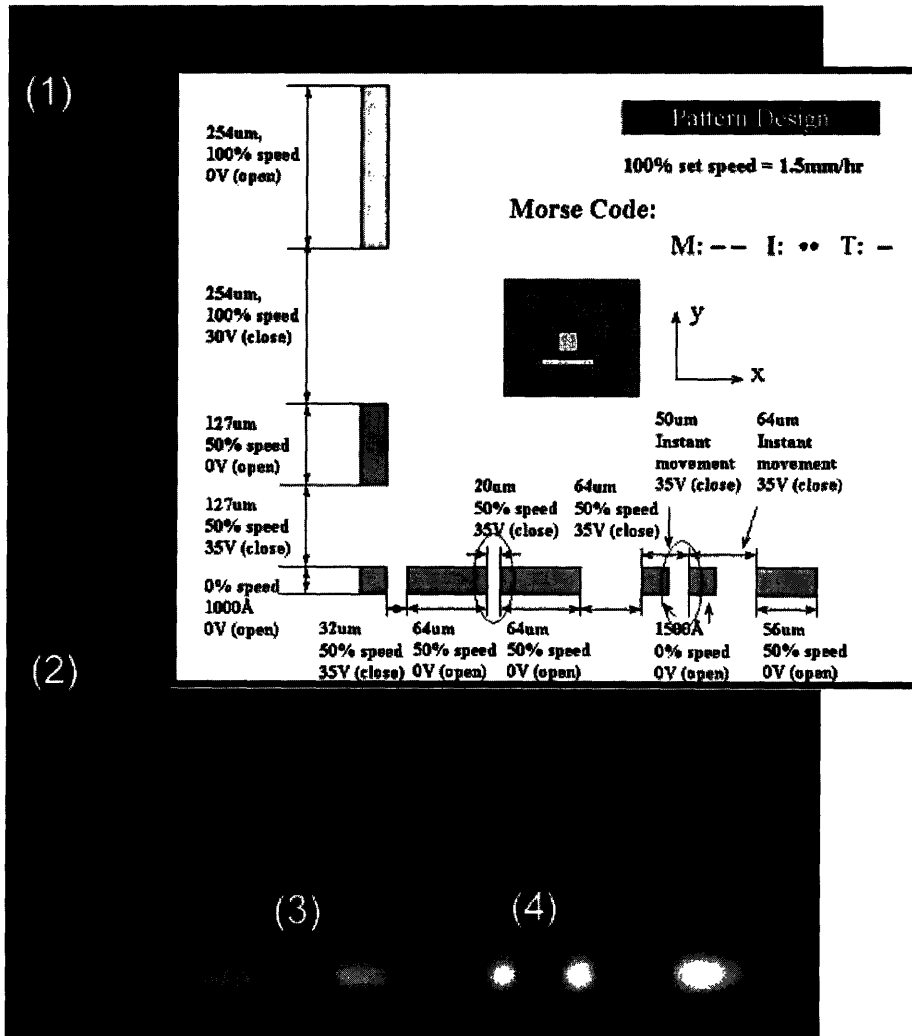 (1)
Pattern Design
100% set speed = 1.5mm/hr
Morse Code:
M: – – I: •• T: –
254um,
100% speed
0V (open)
254um,
100% speed
30V (close)
y
x
127um
50% speed
0V (open)
127um
50% speed
35V (close)
50um
Instant
movement
35V (close)
64um
Instant
movement
35V (close)
20um
50% speed
35V (close)
64um
50% speed
35V (close)
0% speed
1000Å
0V (open)
32um
50% speed
35V (close)
64um
50% speed
0V (open)
64um
50% speed
0V (open)
1500Å
0% speed
0V (open)
56um
50% speed
0V (open)
(2)
(3)
(4)